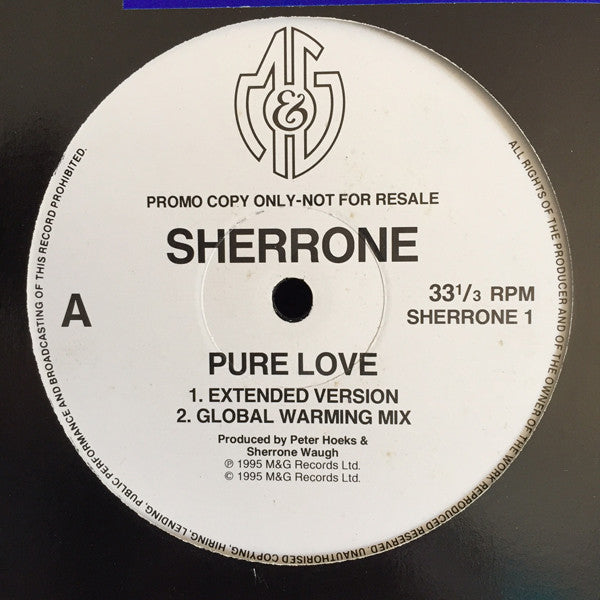 M&G
PROMO COPY ONLY-NOT FOR RESALE
SHERRONE
A
33 1/3 RPM
SHERRONE 1
PURE LOVE
1. EXTENDED VERSION
2. GLOBAL WARMING MIX
Produced by Peter Hoeks &
Sherrone Waugh
℗ 1995 M&G Records Ltd.
© 1995 M&G Records Ltd.
ALL RIGHTS OF THE PRODUCER AND OF THE OWNER OF THE WORK REPRODUCED RESERVED. UNAUTHORISED COPYING, HIRING, LENDING, PUBLIC PERFORMANCE AND BROADCASTING OF THIS RECORD PROHIBITED.